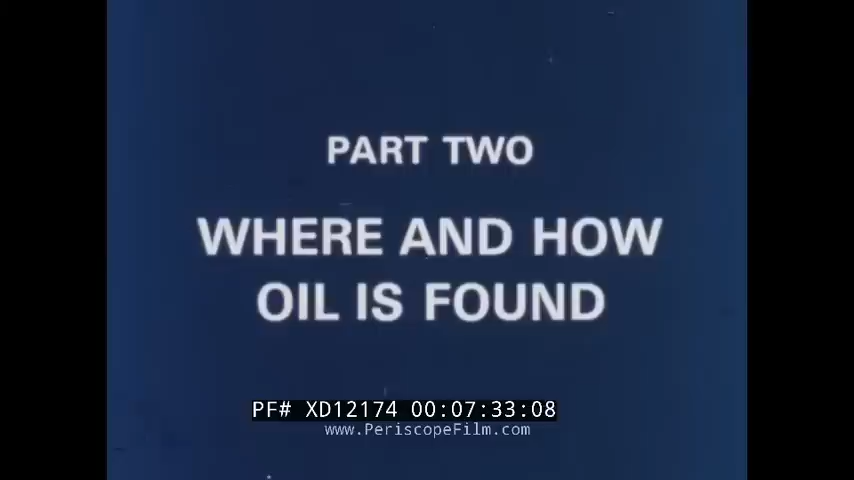 PART TWO
WHERE AND HOW
OIL IS FOUND
PF# XD12174 00:07:33:08
www.PeriscopeFilm.com